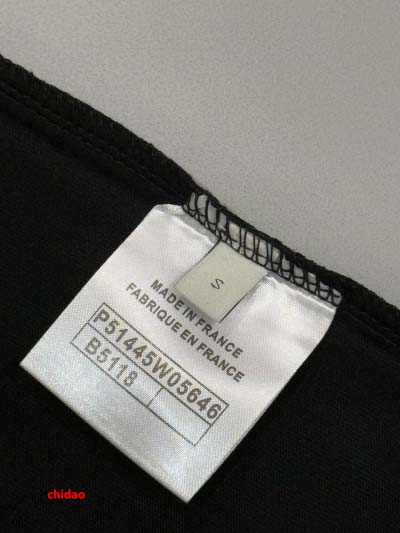 S
MADE IN FRANCE
FABRIQUE EN FRANCE
P51445W05646
B5118
chidao